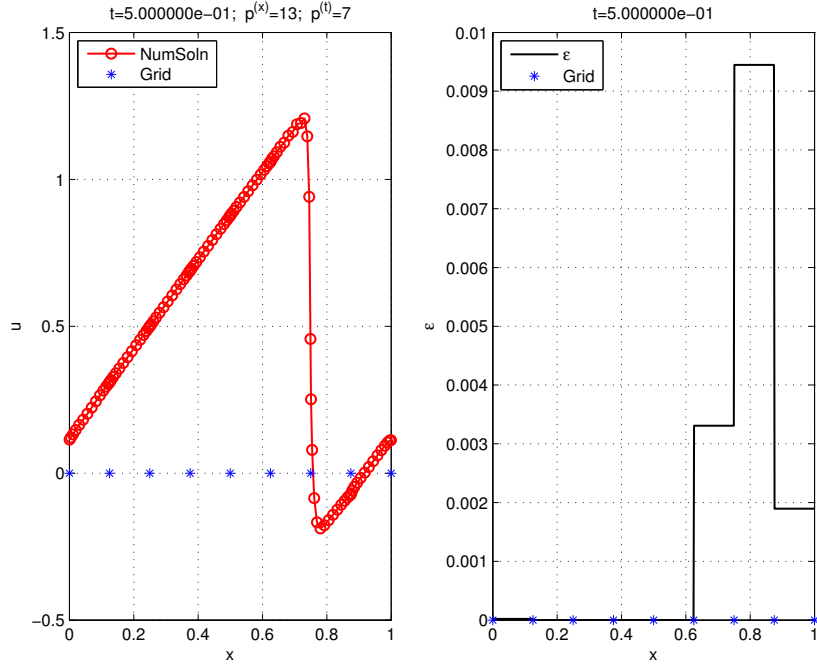 t=5.000000e-01; p^(x)=13; p^(t)=7
NumSoln
Grid
1.5
1
0.5
0
−0.5
u
0
0.2
0.4
0.6
0.8
1
x
t=5.000000e-01
ε
Grid
0.01
0.009
0.008
0.007
0.006
0.005
0.004
0.003
0.002
0.001
0
ε
0
0.2
0.4
0.6
0.8
1
x